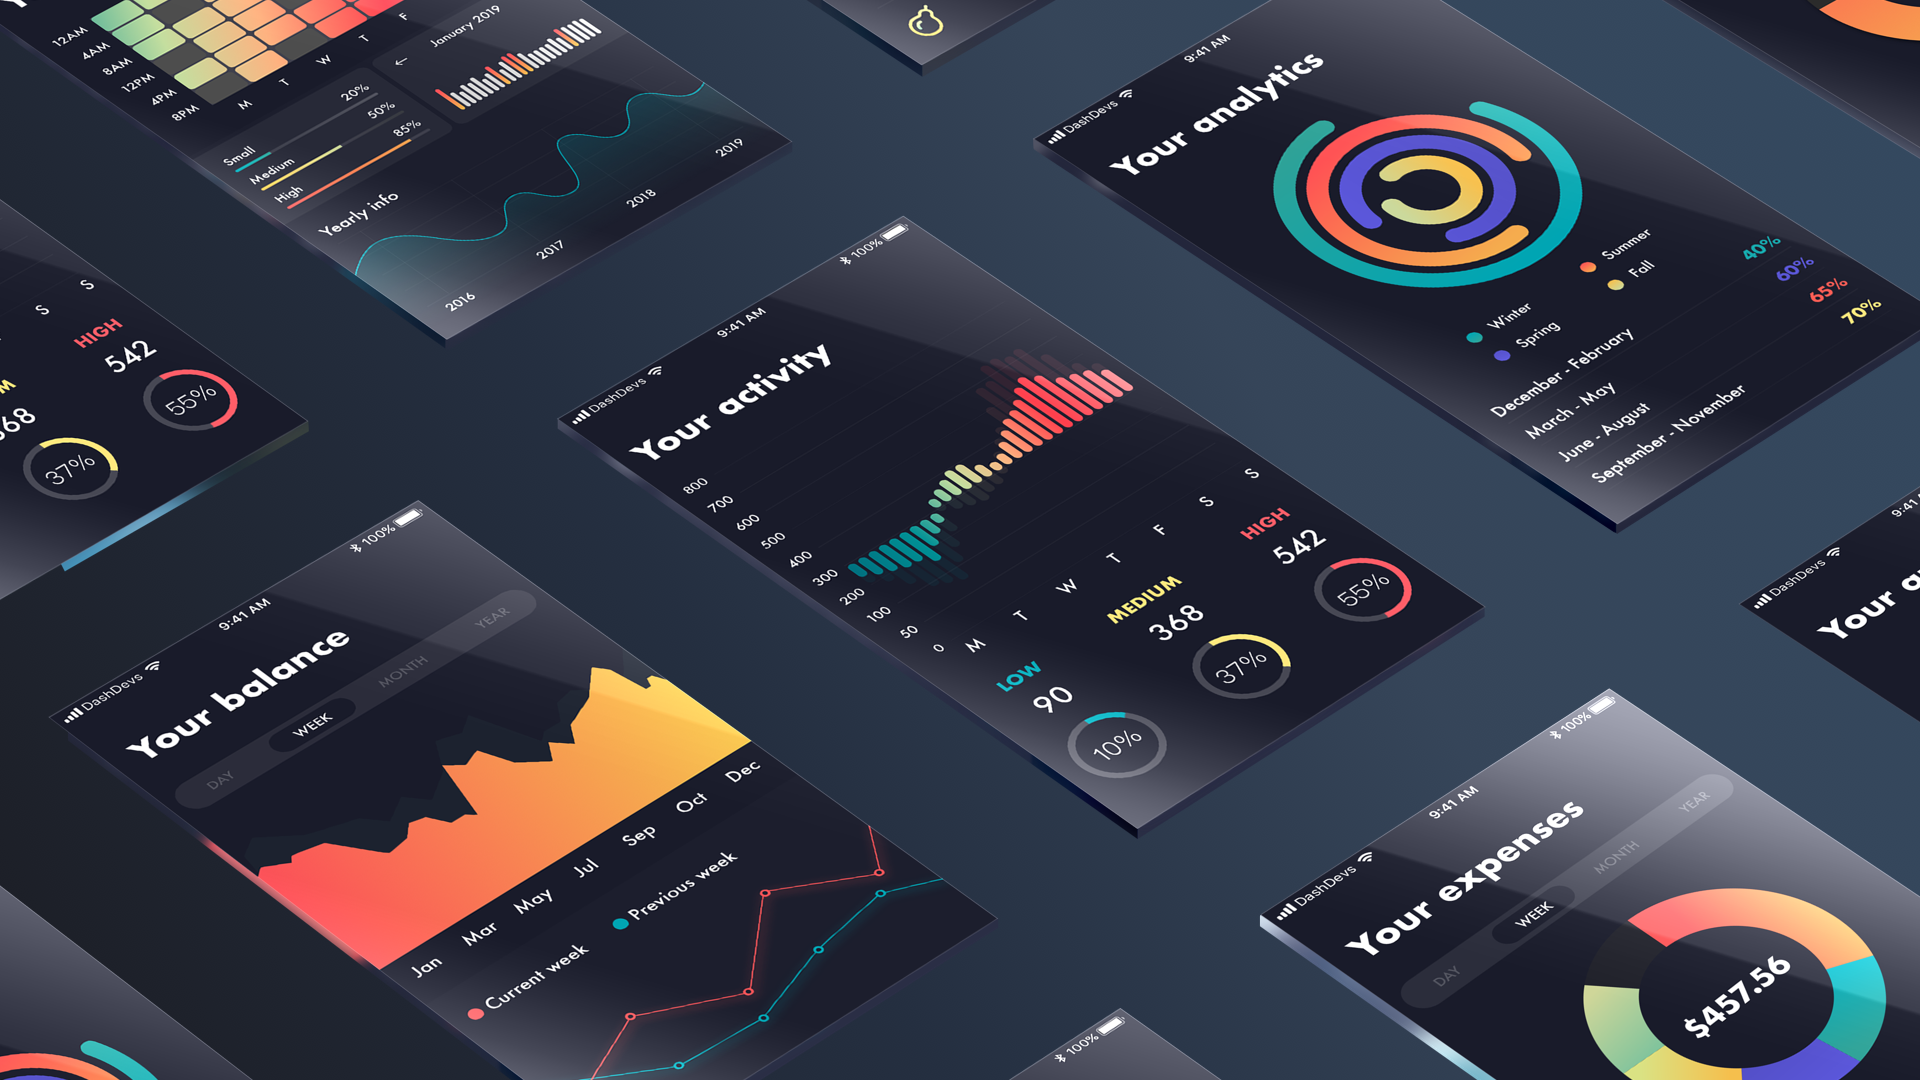 12AM
4AM
8AM
12PM
4PM
8PM
M
T
W
T
F
January 2019
Small
20%
Medium
50%
High
85%
Yearly info
2016
2017
2018
2019
DashDevs
9:41 AM
Your analytics
Summer
Fall
Winter
Spring
December - February
40%
March - May
60%
June - August
65%
September - November
70%
S
S
HIGH
542
55%
368
37%
DashDevs
9:41 AM
100%
Your activity
800
700
600
500
400
300
200
100
50
0
M
T
W
T
F
S
S
LOW
90
10%
MEDIUM
368
37%
HIGH
542
55%
DashDevs
9:41 AM
100%
Your balance
DAY
WEEK
MONTH
YEAR
Jan
Mar
May
Jul
Sep
Oct
Dec
Current week
Previous week
DashDevs
Your
DashDevs
9:41 AM
100%
Your expenses
DAY
WEEK
MONTH
YEAR
$457.56
100%